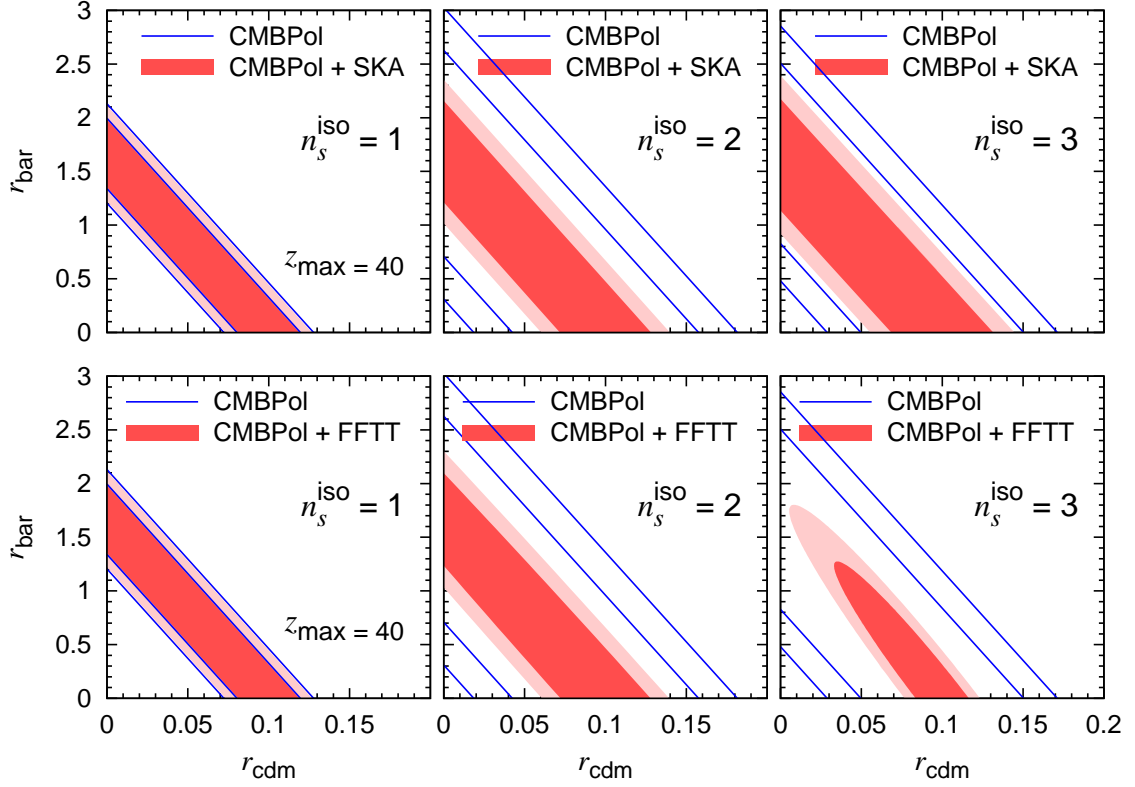 CMBPol
CMBPol + SKA
n_s^iso = 1
z_max = 40
r_bar
3
2.5
2
1.5
1
0.5
0
CMBPol
CMBPol + SKA
n_s^iso = 2
CMBPol
CMBPol + SKA
n_s^iso = 3
CMBPol
CMBPol + FFTT
n_s^iso = 1
z_max = 40
r_bar
3
2.5
2
1.5
1
0.5
0
0 0.05 0.1 0.15
r_cdm
CMBPol
CMBPol + FFTT
n_s^iso = 2
0 0.05 0.1 0.15
r_cdm
CMBPol
CMBPol + FFTT
n_s^iso = 3
0 0.05 0.1 0.15 0.2
r_cdm